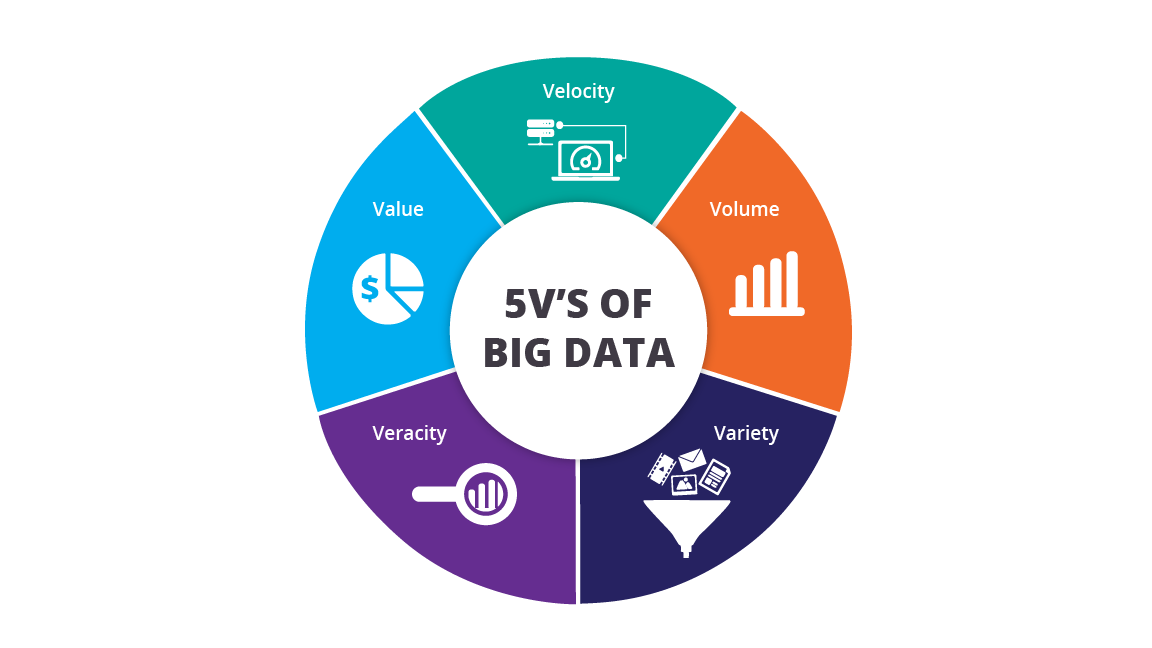 Velocity
Value
Volume
$
5V’S OF
BIG DATA
Veracity
Variety